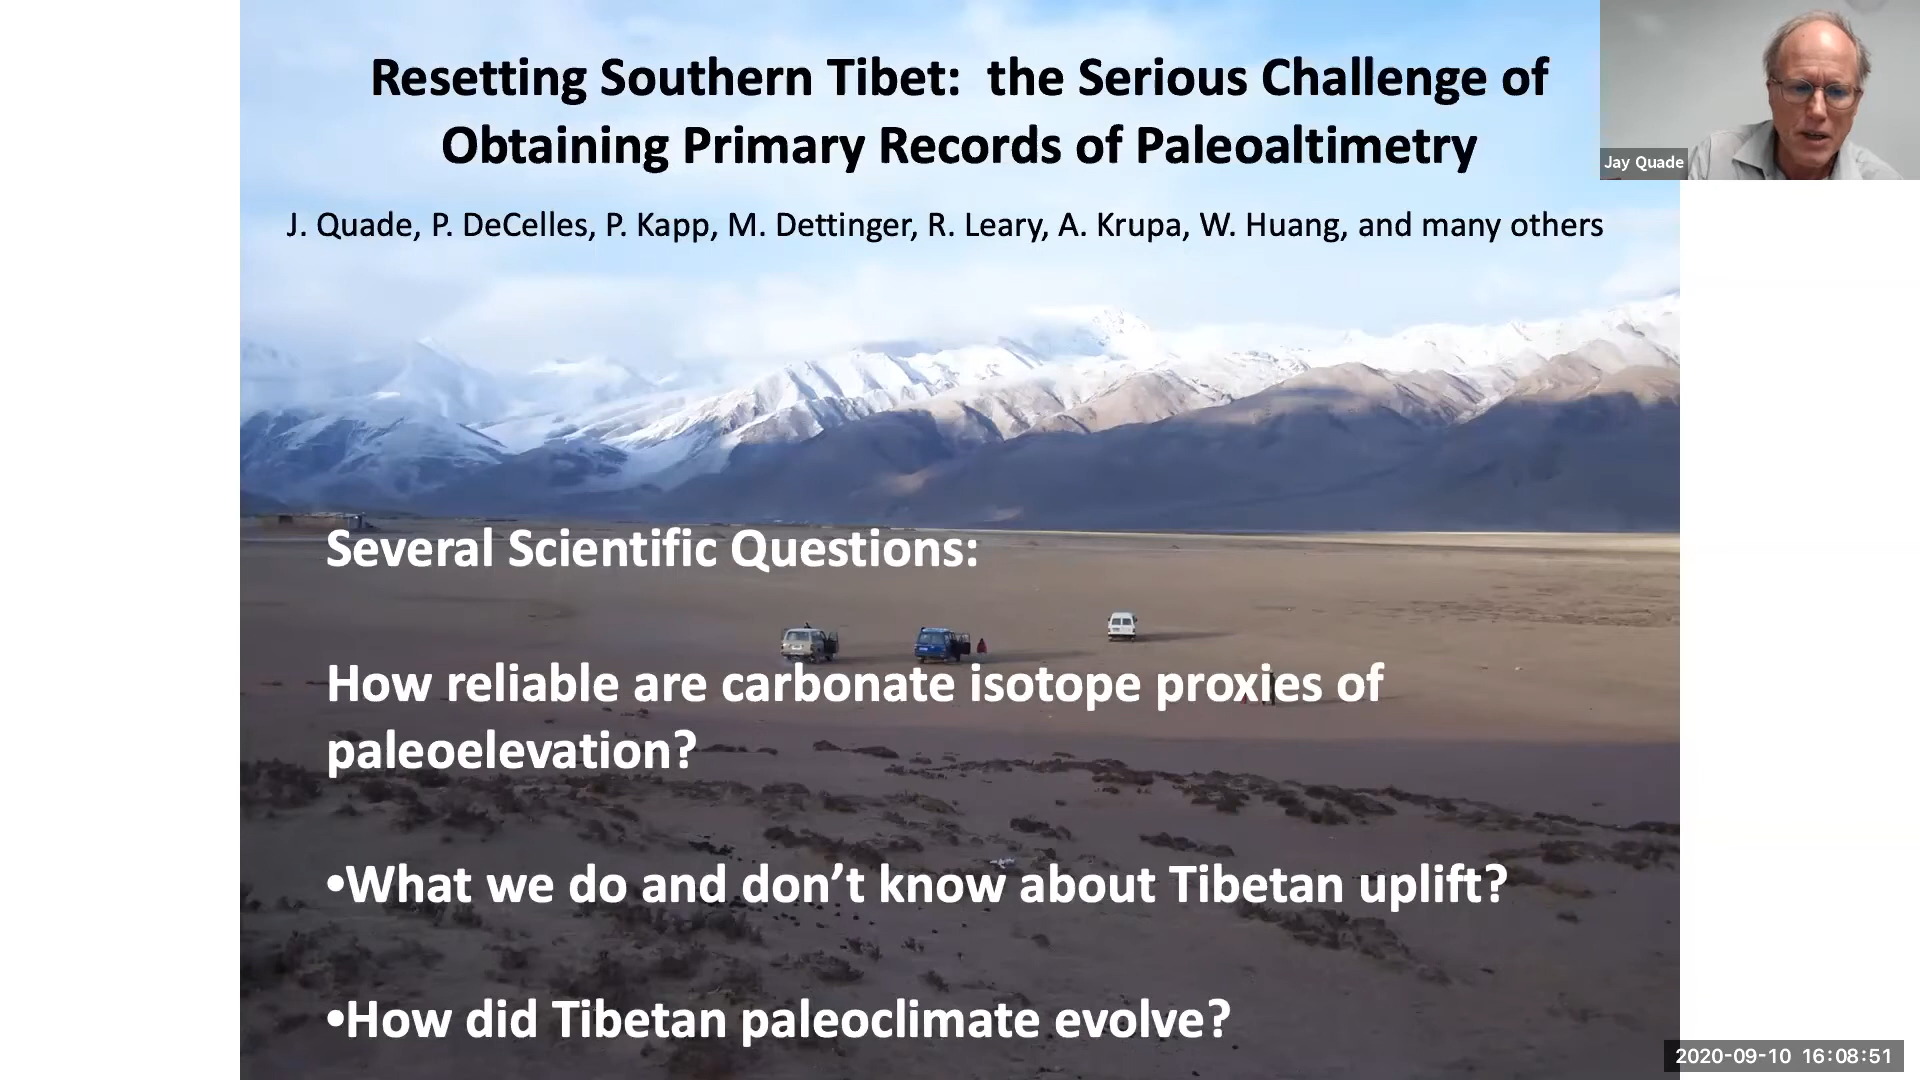 Resetting Southern Tibet:  the Serious Challenge of
Obtaining Primary Records of Paleoaltimetry
Jay Quade
J. Quade, P. DeCelles, P. Kapp, M. Dettinger, R. Leary, A. Krupa, W. Huang, and many others
Several Scientific Questions:
How reliable are carbonate isotope proxies of
paleoelevation?
•What we do and don’t know about Tibetan uplift?
•How did Tibetan paleoclimate evolve?
2020-09-10 16:08:51